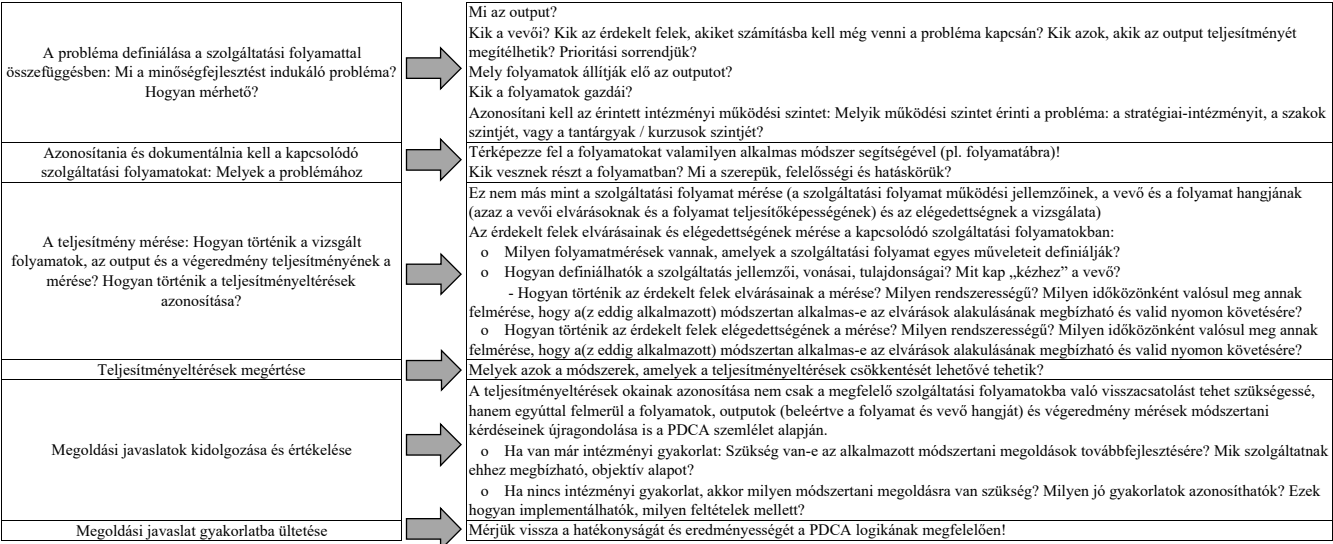 A probléma definiálása a szolgáltatási folyamattal
összefüggésben: Mi a minőségfejlesztést indukáló probléma?
Hogyan mérhető?
Mi az output?
Kik a vevői? Kik az érdekelt felek, akiket számításba kell még venni a probléma kapcsán? Kik azok, akik az output teljesítményét
megítélhetik? Prioritási sorrendjük?
Mely folyamatok állítják elő az outputot?
Kik a folyamatok gazdái?
Azonosítani kell az érintett intézményi működési szintet: Melyik működési szintet érinti a probléma: a stratégiai-intézményit, a szakok
szintjét, vagy a tantárgyak / kurzusok szintjét?
Azonosítania és dokumentálnia kell a kapcsolódó
szolgáltatási folyamatokat: Melyek a problémához
Térképezze fel a folyamatokat valamilyen alkalmas módszer segítségével (pl. folyamatábra)!
Kik vesznek részt a folyamatban? Mi a szerepük, felelősségi és hatáskörük?
A teljesítmény mérése: Hogyan történik a vizsgált
folyamatok, az output és a végeredmény teljesítményének a
mérése? Hogyan történik a teljesítményeltérések
azonosítása?
Ez nem más mint a szolgáltatási folyamat mérése (a szolgáltatási folyamat működési jellemzőinek, a vevő és a folyamat hangjának
(azaz a vevői elvárásoknak és a folyamat teljesítőképességének) és az elégedettségnek a vizsgálata)
Az érdekelt felek elvárásainak és elégedettségének mérése a kapcsolódó szolgáltatási folyamatokban:
o Milyen folyamatmérések vannak, amelyek a szolgáltatási folyamat egyes műveleteit definiálják?
o Hogyan definiálhatók a szolgáltatás jellemzői, vonásai, tulajdonságai? Mit kap „kézhez” a vevő?
- Hogyan történik az érdekelt felek elvárásainak a mérése? Milyen rendszerességű? Milyen időközönként valósul meg annak
felmérése, hogy a(z eddig alkalmazott) módszertan alkalmas-e az elvárások alakulásának megbízható és valid nyomon követésére?
o Hogyan történik az érdekelt felek elégedettségének a mérése? Milyen rendszerességű? Milyen időközönként valósul meg annak
felmérése, hogy a(z eddig alkalmazott) módszertan alkalmas-e az elvárások alakulásának megbízható és valid nyomon követésére?
Teljesítményeltérések megértése
Melyek azok a módszerek, amelyek a teljesítményeltérések csökkentését lehetővé tehetik?
Megoldási javaslatok kidolgozása és értékelése
A teljesítményeltérések okainak azonosítása nem csak a megfelelő szolgáltatási folyamatokba való visszacsatolást tehet szükségessé,
hanem egyúttal felmerül a folyamatok, outputok (beleértve a folyamat és vevő hangját) és végeredmény mérések módszertani
kérdéseinek újragondolása is a PDCA szemlélet alapján.
o Ha van már intézményi gyakorlat: Szükség van-e az alkalmazott módszertani megoldások továbbfejlesztésére? Mik szolgáltatnak
ehhez megbízható, objektív alapot?
o Ha nincs intézményi gyakorlat, akkor milyen módszertani megoldásra van szükség? Milyen jó gyakorlatok azonosíthatók? Ezek
hogyan implementálhatók, milyen feltételek mellett?
Megoldási javaslat gyakorlatba ültetése
Mérjük vissza a hatékonyságát és eredményességét a PDCA logikának megfelelően!